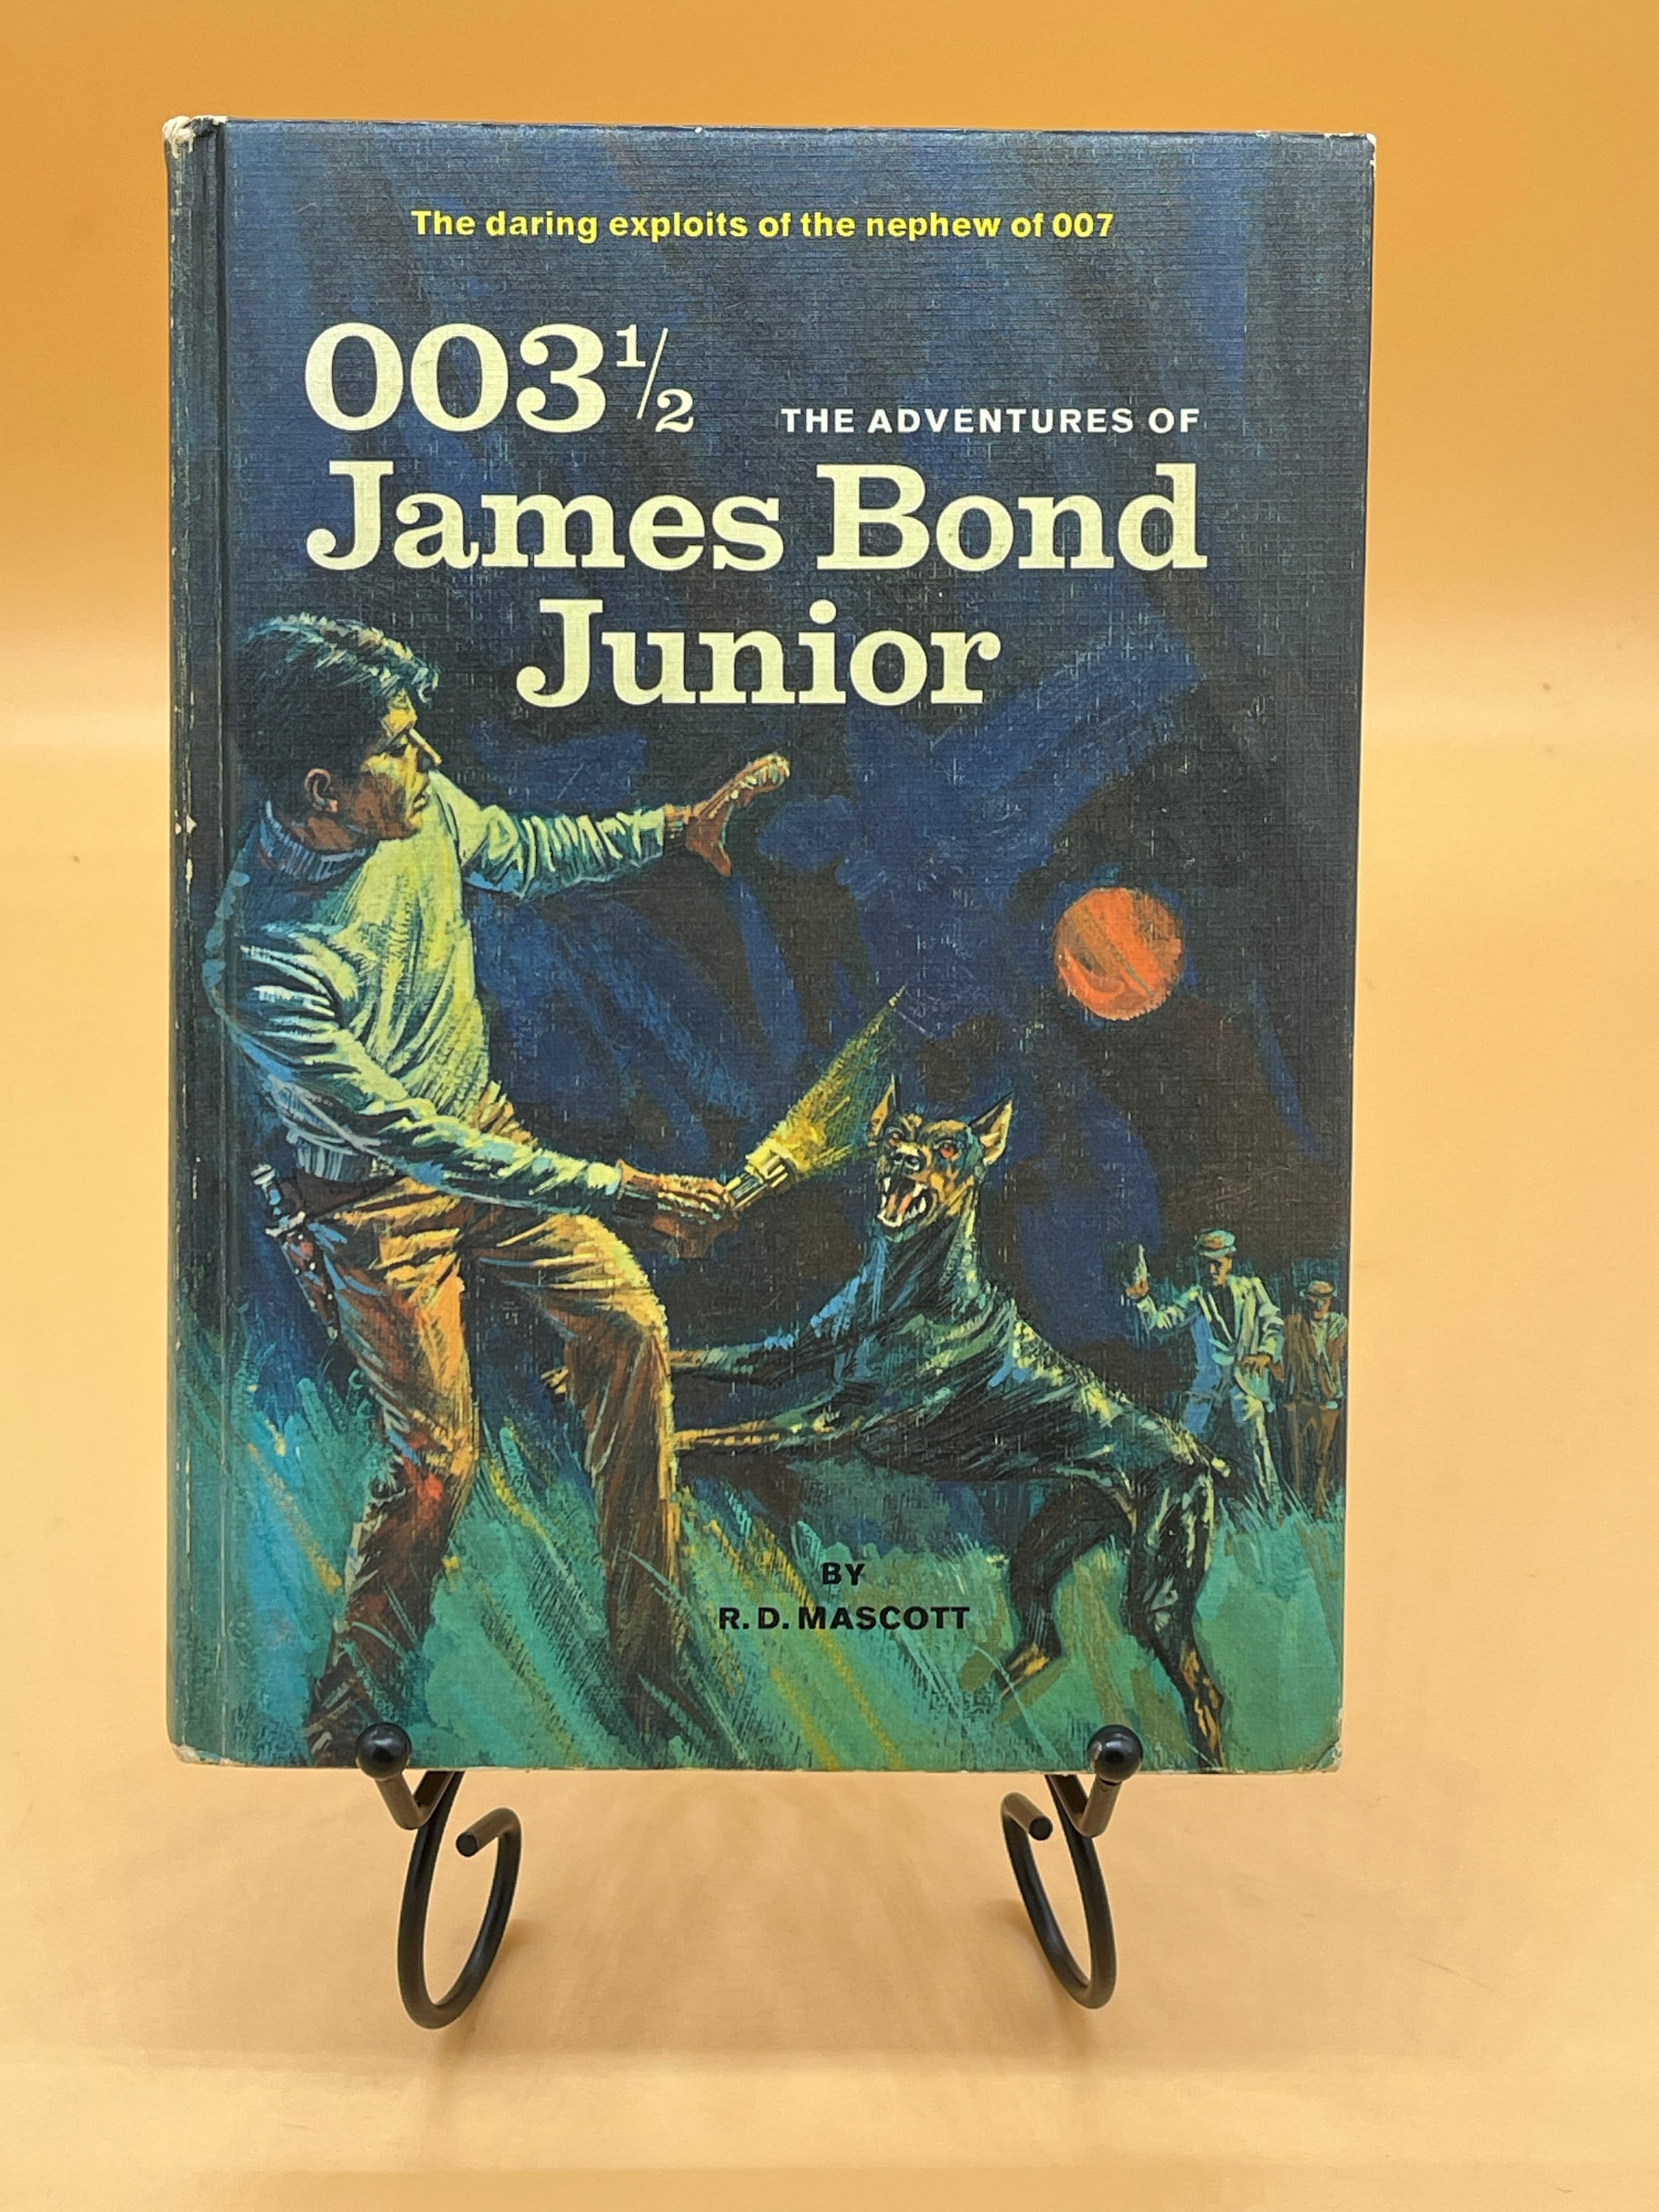 The daring exploits of the nephew of 007
003½ THE ADVENTURES OF
James Bond
Junior
BY
R. D. MASCOTT